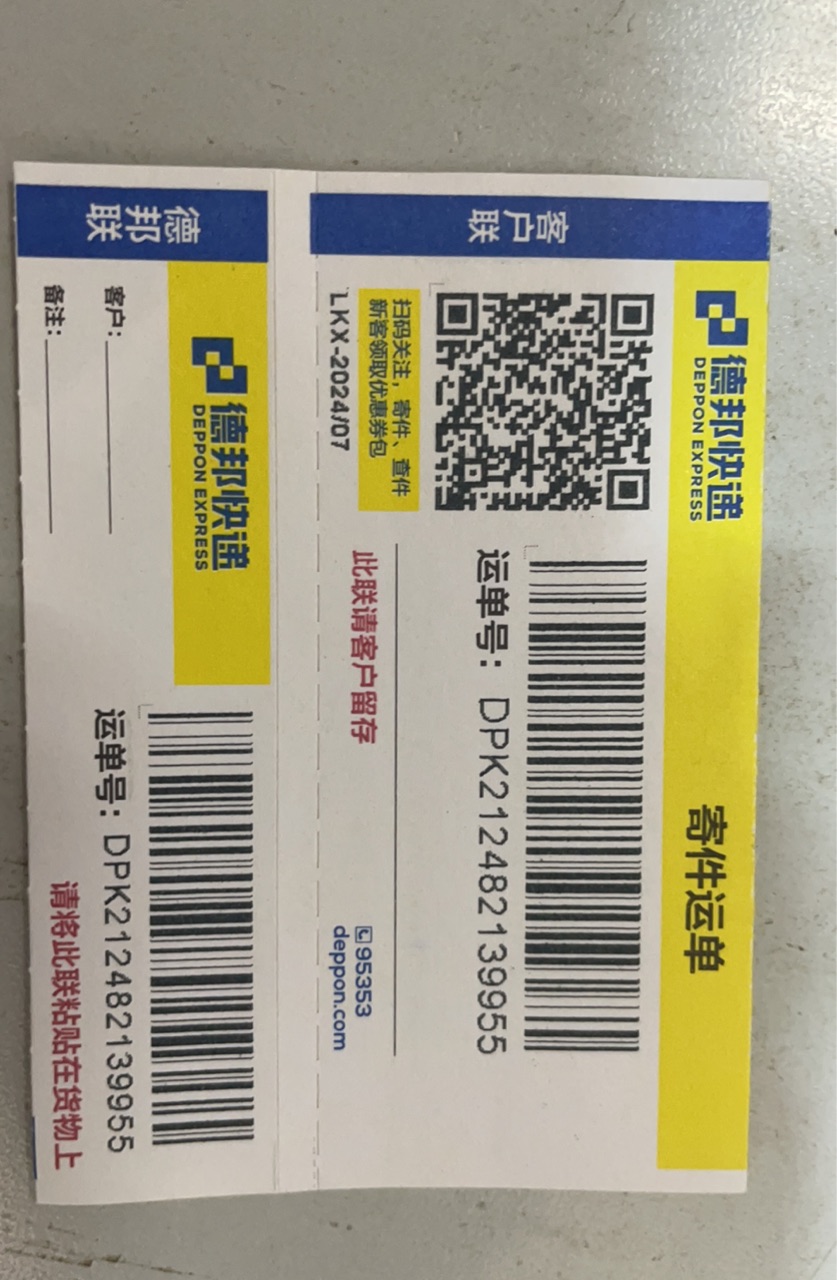 德邦快递
DEPPON EXPRESS
寄件运单
客户联
运单号：DPK212482139955
扫码关注，寄件、查件
新客领取优惠券包
LKX-2024/07
此联请客户留存
95353
deppon.com
德邦联
德邦快递
DEPPON EXPRESS
客户：
备注：
运单号：DPK212482139955
请将此联粘贴在货物上